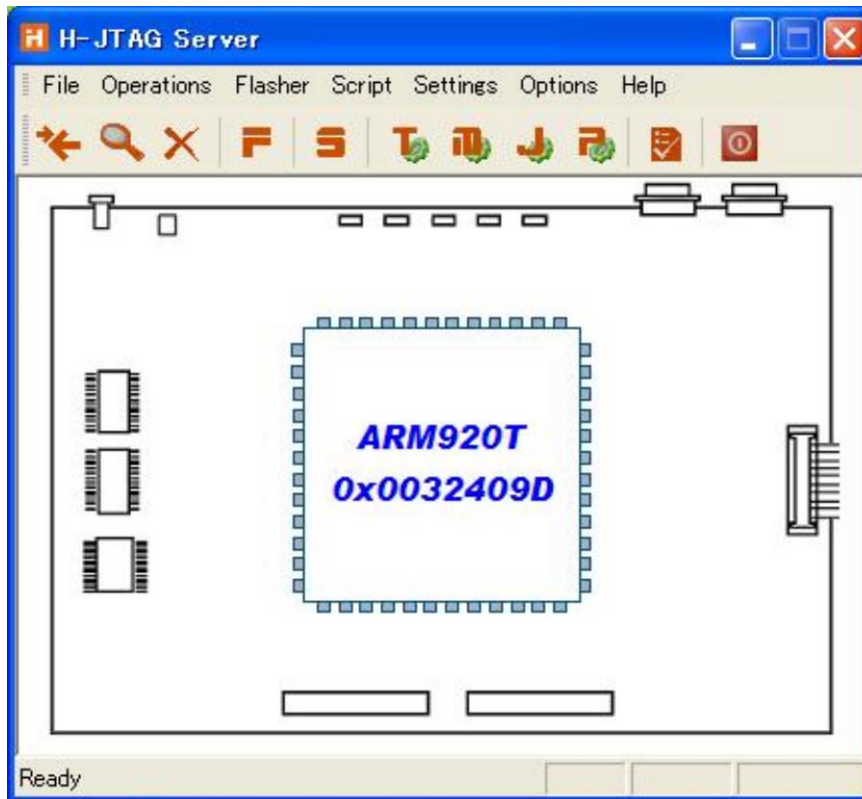 H-JTAG Server
File Operations Flasher Script Settings Options Help
ARM920T
0x0032409D
Ready